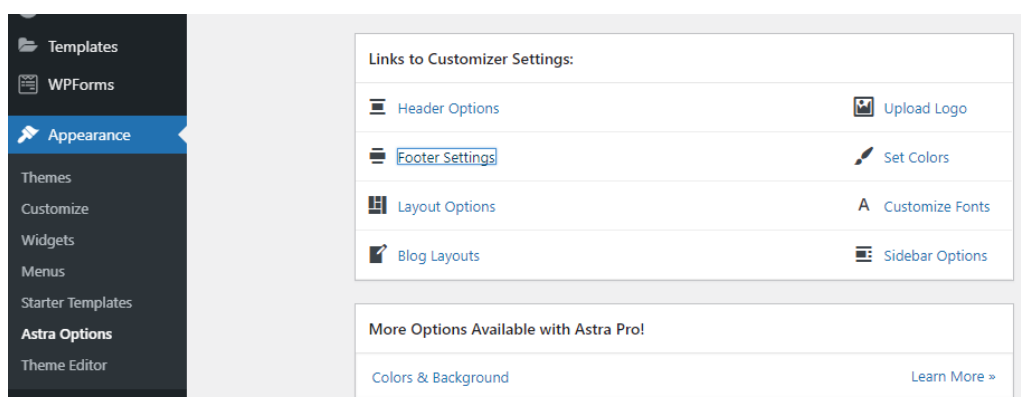 Templates
WPForms
Appearance
Themes
Customize
Widgets
Menus
Starter Templates
Astra Options
Theme Editor
Links to Customizer Settings:
Header Options
Upload Logo
Footer Settings
Set Colors
Layout Options
A Customize Fonts
Blog Layouts
Sidebar Options
More Options Available with Astra Pro!
Colors & Background
Learn More »